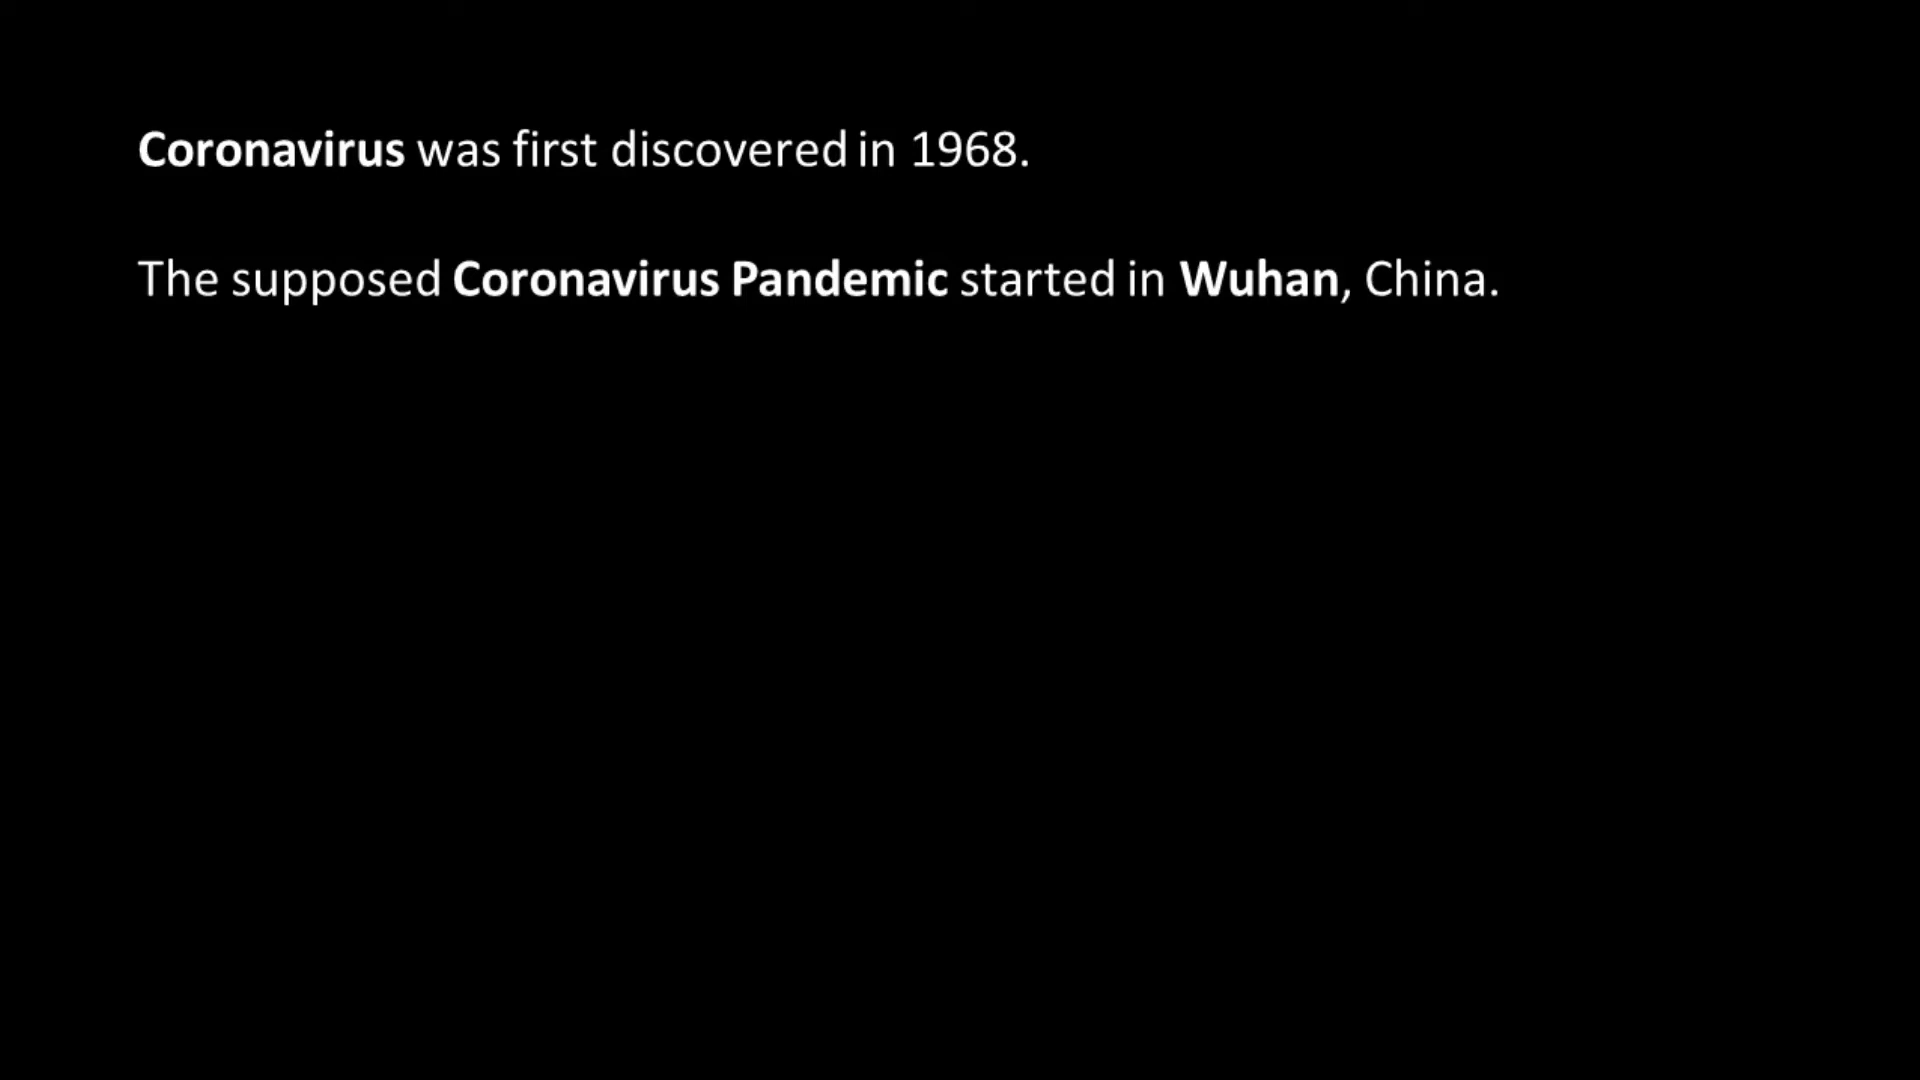 Coronavirus was first discovered in 1968.
The supposed Coronavirus Pandemic started in Wuhan, China.